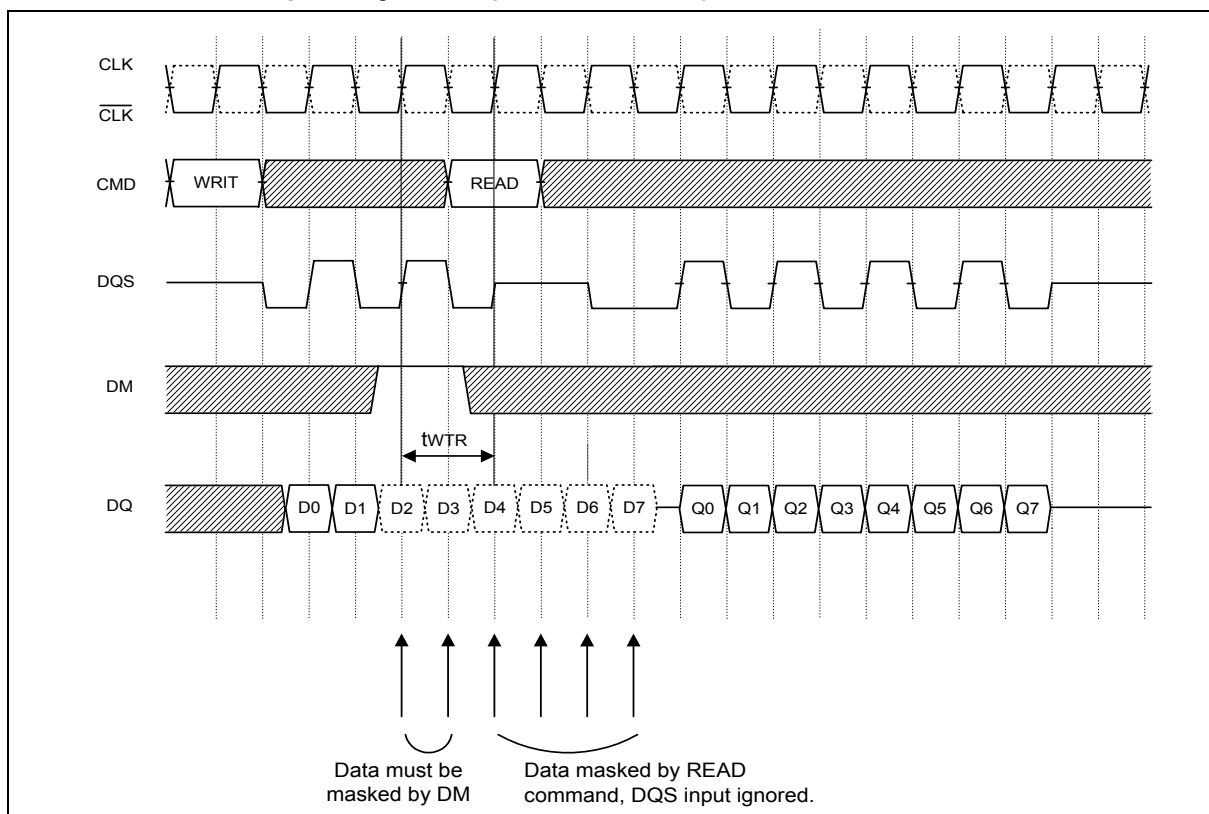 CLK
CLK
CMD WRIT READ
DQS
DM
tWTR
DQ D0 D1 D2 D3 D4 D5 D6 D7 Q0 Q1 Q2 Q3 Q4 Q5 Q6 Q7
Data must be
masked by DM
Data masked by READ
command, DQS input ignored.